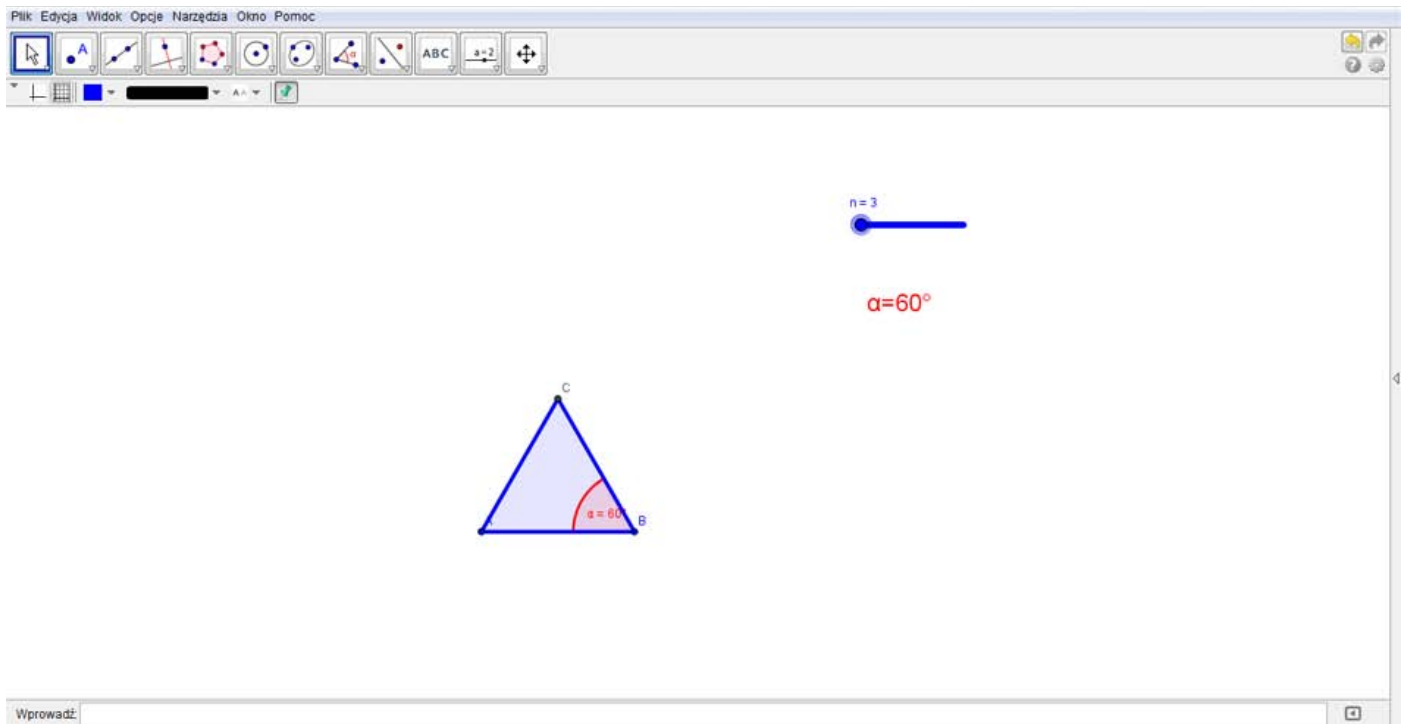 Plik Edycja Widok Opcje Narzędzia Okno Pomoc
A ABC a=2
n = 3
α=60°
C
α = 60°
A B
Wprowadź: